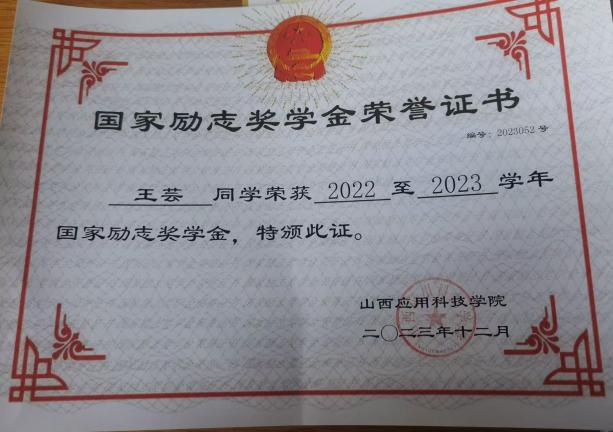 国家励志奖学金荣誉证书
编号：2023052 号
王芸 同学荣获 2022 至 2023 学年
国家励志奖学金，特颁此证。
山西应用科技学院
二〇二三年十二月